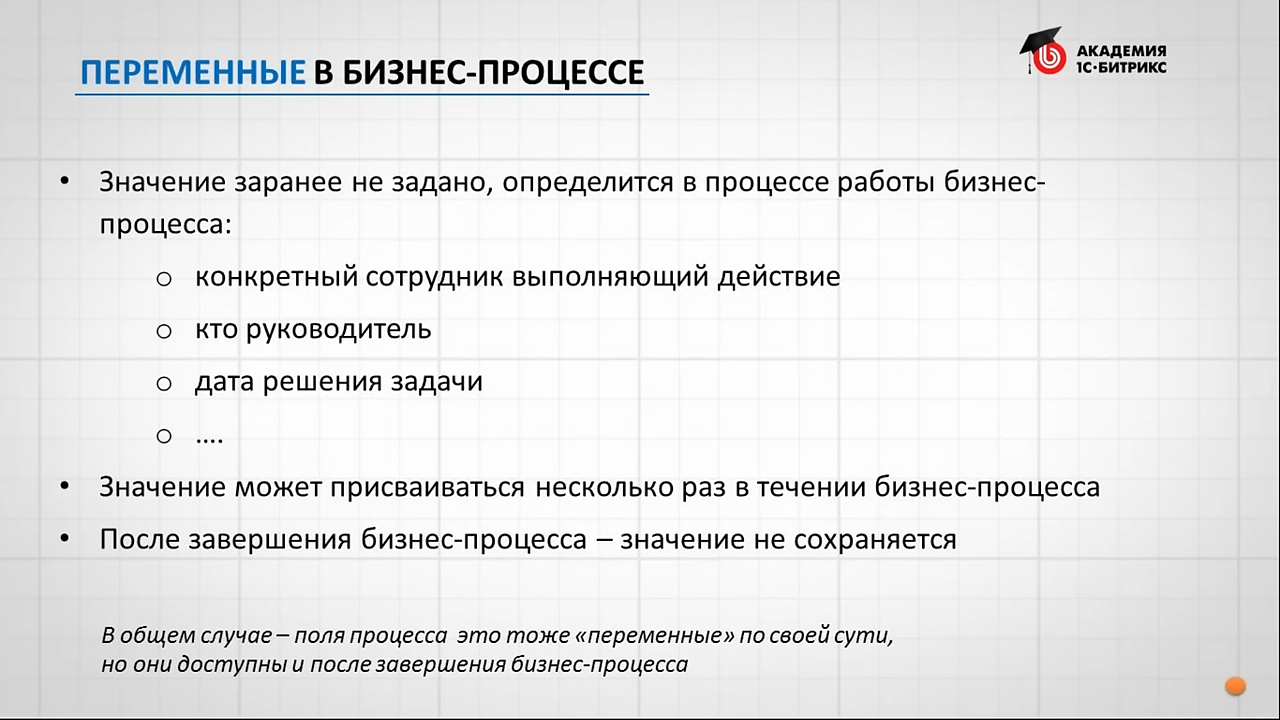 ПЕРЕМЕННЫЕ В БИЗНЕС-ПРОЦЕССЕ
АКАДЕМИЯ
1С·БИТРИКС
• Значение заранее не задано, определится в процессе работы бизнес-
процесса:
o конкретный сотрудник выполняющий действие
o кто руководитель
o дата решения задачи
o ....
• Значение может присваиваться несколько раз в течении бизнес-процесса
• После завершения бизнес-процесса – значение не сохраняется
В общем случае – поля процесса это тоже «переменные» по своей сути,
но они доступны и после завершения бизнес-процесса